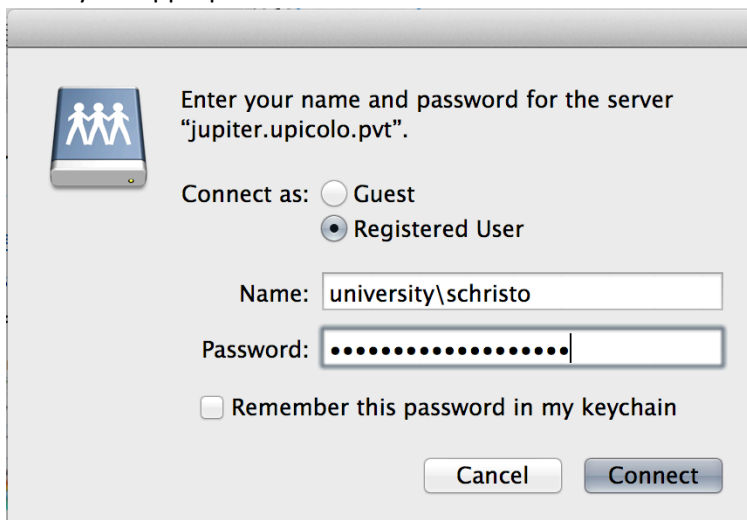 Enter your name and password for the server
“jupiter.upicolo.pvt”.
Connect as: Guest
Registered User
Name: university\schristo
Password: •••••••••••••••••••
Remember this password in my keychain
Cancel Connect